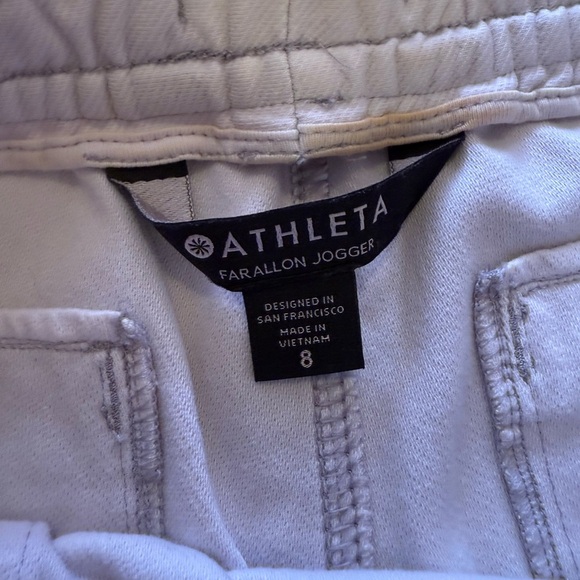 ATHLETA
FARALLON JOGGER
DESIGNED IN
SAN FRANCISCO
MADE IN
VIETNAM
8